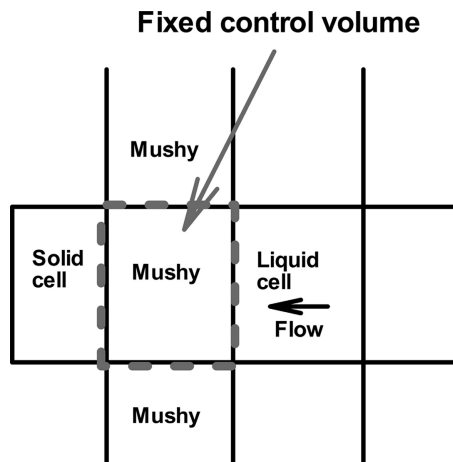 Fixed control volume
Mushy
Solid
cell
Mushy
Liquid
cell
Flow
Mushy